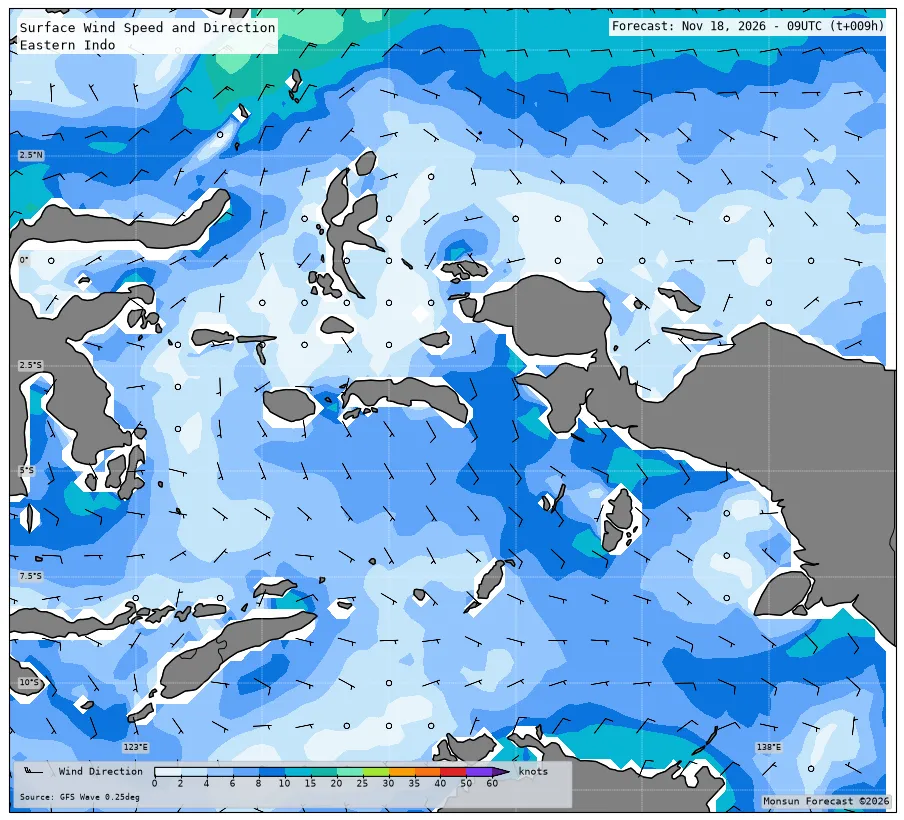 Surface Wind Speed and Direction
Eastern Indo
Forecast: Nov 18, 2026 - 09UTC (t+009h)
2.5°N
0°
2.5°S
5°S
7.5°S
10°S
123°E
138°E
Wind Direction
knots
0 2 4 6 8 10 15 20 25 30 35 40 50 60
Source: GFS Wave 0.25deg
Monsun Forecast ©2026